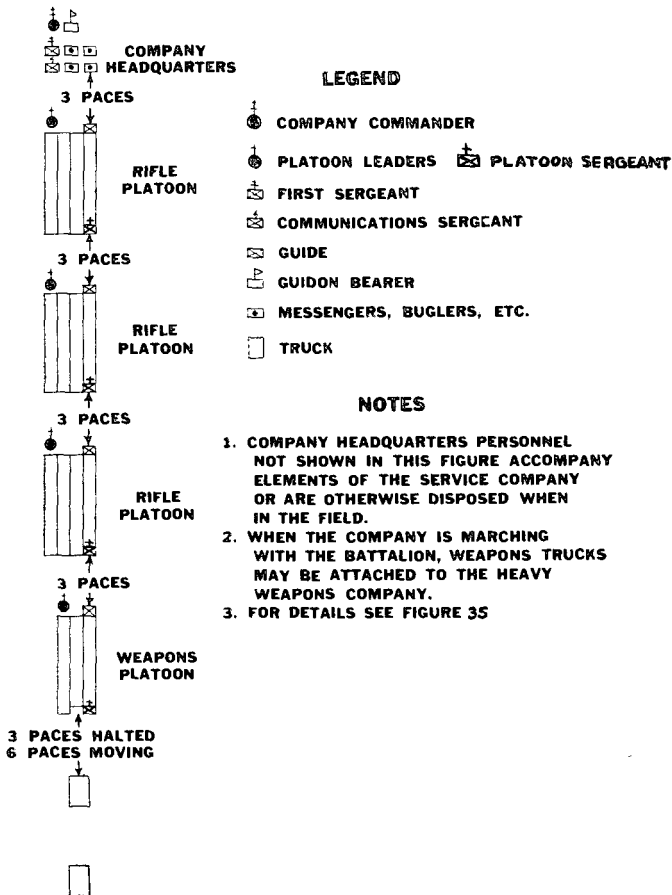 COMPANY
HEADQUARTERS
3 PACES
RIFLE
PLATOON
3 PACES
RIFLE
PLATOON
3 PACES
RIFLE
PLATOON
3 PACES
WEAPONS
PLATOON
3 PACES HALTED
6 PACES MOVING
LEGEND
COMPANY COMMANDER
PLATOON LEADERS PLATOON SERGEANT
FIRST SERGEANT
COMMUNICATIONS SERGEANT
GUIDE
GUIDON BEARER
MESSENGERS, BUGLERS, ETC.
TRUCK
NOTES
1. COMPANY HEADQUARTERS PERSONNEL
NOT SHOWN IN THIS FIGURE ACCOMPANY
ELEMENTS OF THE SERVICE COMPANY
OR ARE OTHERWISE DISPOSED WHEN
IN THE FIELD.
2. WHEN THE COMPANY IS MARCHING
WITH THE BATTALION, WEAPONS TRUCKS
MAY BE ATTACHED TO THE HEAVY
WEAPONS COMPANY.
3. FOR DETAILS SEE FIGURE 35